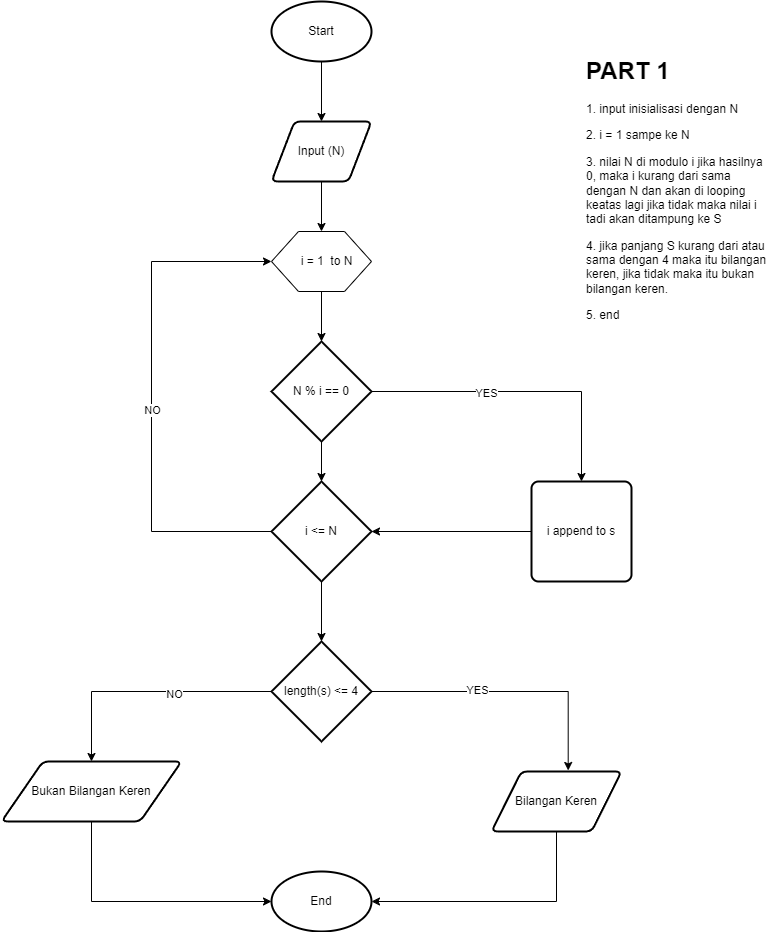 Start
PART 1
1. input inisialisasi dengan N
2. i = 1 sampe ke N
3. nilai N di modulo i jika hasilnya
0, maka i kurang dari sama
dengan N dan akan di looping
keatas lagi jika tidak maka nilai i
tadi akan ditampung ke S
4. jika panjang S kurang dari atau
sama dengan 4 maka itu bilangan
keren, jika tidak maka itu bukan
bilangan keren.
5. end
Input (N)
i = 1 to N
N % i == 0
YES
NO
i <= N
i append to s
length(s) <= 4
NO
YES
Bukan Bilangan Keren
Bilangan Keren
End